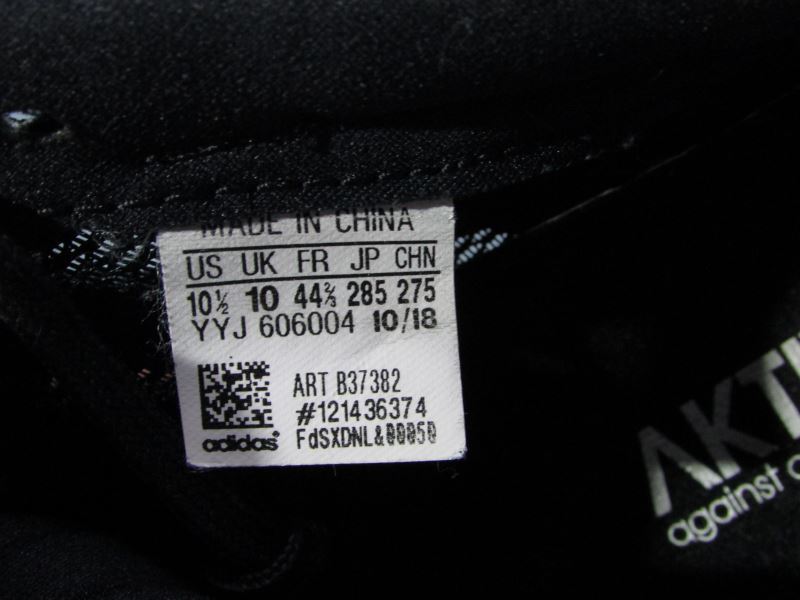 MADE IN CHINA
US UK FR JP CHN
10½ 10 44⅔ 285 275
YYJ 606004 10/18
ART B37382
#121436374
adidas FdSXDNL&00050
against